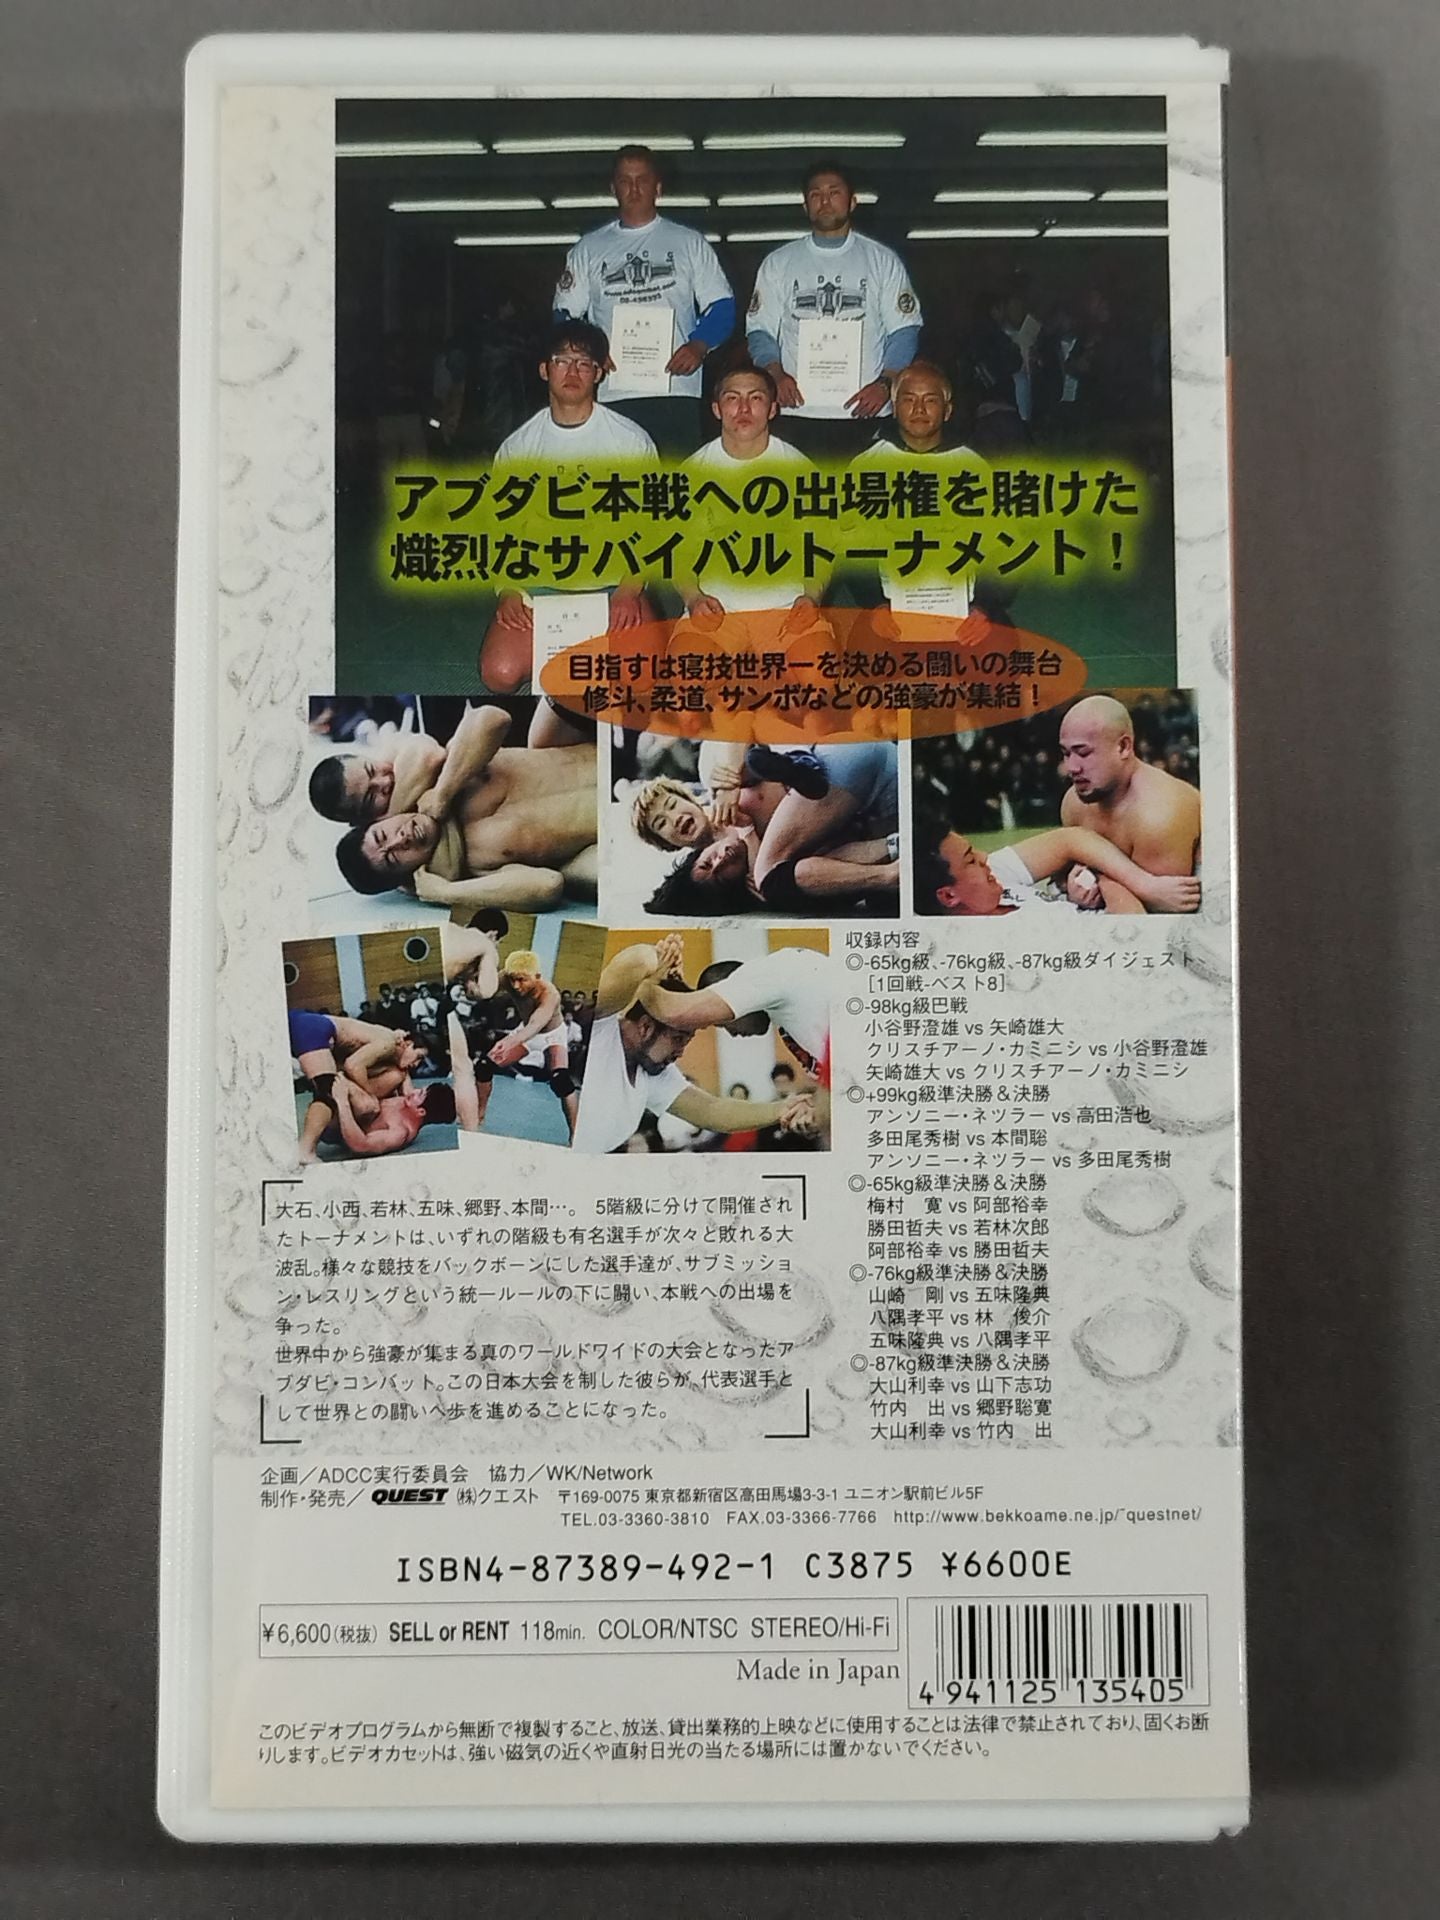 A D C C
A D C C
アブダビ本戦への出場権を賭けた
熾烈なサバイバルトーナメント!
目指すは寝技世界一を決める闘いの舞台
修斗、柔道、サンボなどの強豪が集結!
収録内容
◎-65kg級、-76kg級、-87kg級ダイジェスト
[1回戦-ベスト8]
◎-98kg級巴戦
小谷野澄雄 vs 矢崎雄大
クリスチアーノ・カミニシ vs 小谷野澄雄
矢崎雄大 vs クリスチアーノ・カミニシ
◎+99kg級準決勝&決勝
アンソニー・ネツラー vs 高田浩也
多田尾秀樹 vs 本間聡
アンソニー・ネツラー vs 多田尾秀樹
◎-65kg級準決勝&決勝
梅村 寛 vs 阿部裕幸
勝田哲夫 vs 若林次郎
阿部裕幸 vs 勝田哲夫
◎-76kg級準決勝&決勝
山崎 剛 vs 五味隆典
八隅孝平 vs 林 俊介
五味隆典 vs 八隅孝平
◎-87kg級準決勝&決勝
大山利幸 vs 山下志功
竹内 出 vs 郷野聡寛
大山利幸 vs 竹内 出
大石、小西、若林、五味、郷野、本間…。 5階級に分けて開催され
たトーナメントは、いずれの階級も有名選手が次々と敗れる大
波乱。様々な競技をバックボーンにした選手達が、サブミッショ
ン・レスリングという統一ルールの下に闘い、本戦への出場を
争った。
世界中から強豪が集まる真のワールドワイドの大会となったア
ブダビ・コンバット。この日本大会を制した彼らが、代表選手と
して世界との闘いへ歩を進めることになった。
企画/ADCC実行委員会 協力/WK/Network
制作・発売/QUEST (株)クエスト 〒169-0075 東京都新宿区高田馬場3-3-1 ユニオン駅前ビル5F
TEL.03-3360-3810 FAX.03-3366-7766 http://www.bekkoame.ne.jp/~questnet/
ISBN4-87389-492-1 C3875 ¥6600E
¥6,600(税抜) SELL or RENT 118min. COLOR/NTSC STEREO/Hi-Fi
Made in Japan
4 941125 135405
このビデオプログラムから無断で複製すること、放送、貸出業務的上映などに使用することは法律で禁止されており、固くお断
りします。ビデオカセットは、強い磁気の近くや直射日光の当たる場所には置かないでください。